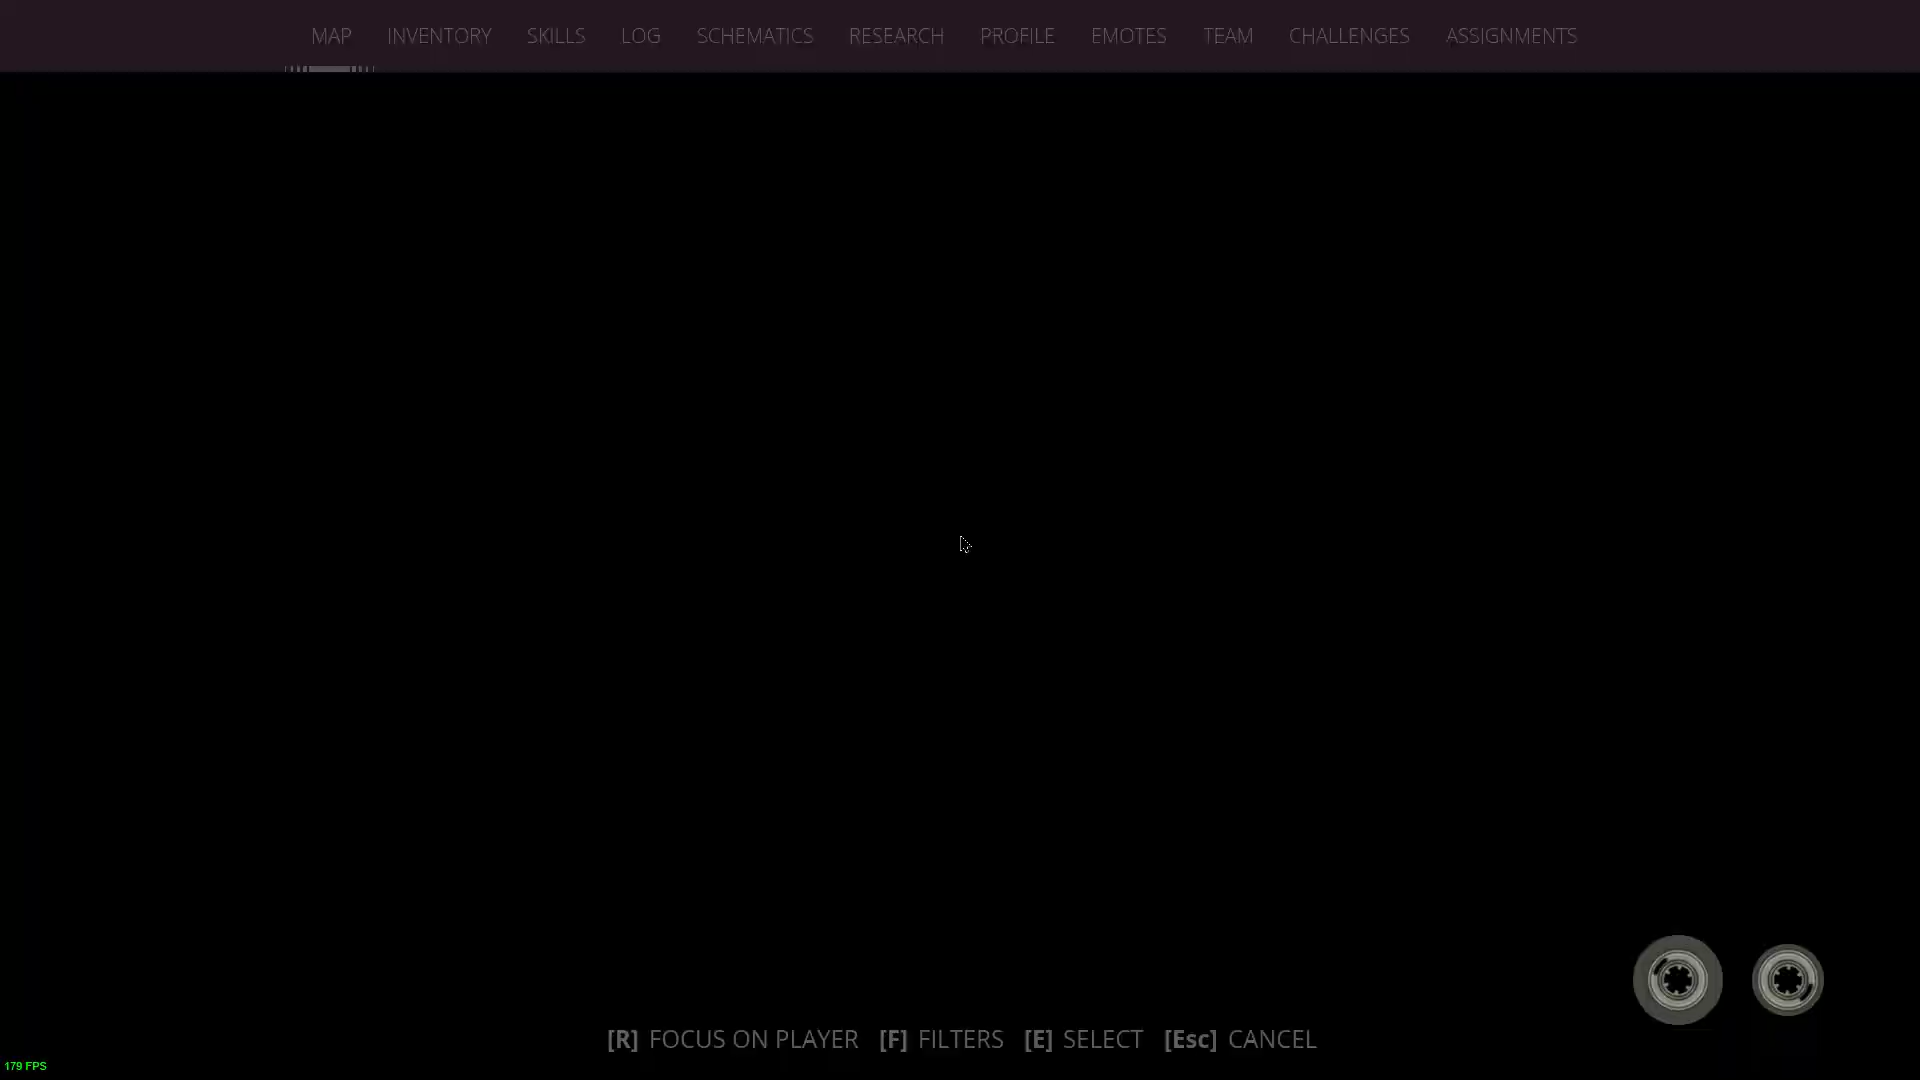 MAP INVENTORY SKILLS LOG SCHEMATICS RESEARCH PROFILE EMOTES TEAM CHALLENGES ASSIGNMENTS
[R] FOCUS ON PLAYER [F] FILTERS [E] SELECT [Esc] CANCEL
179 FPS